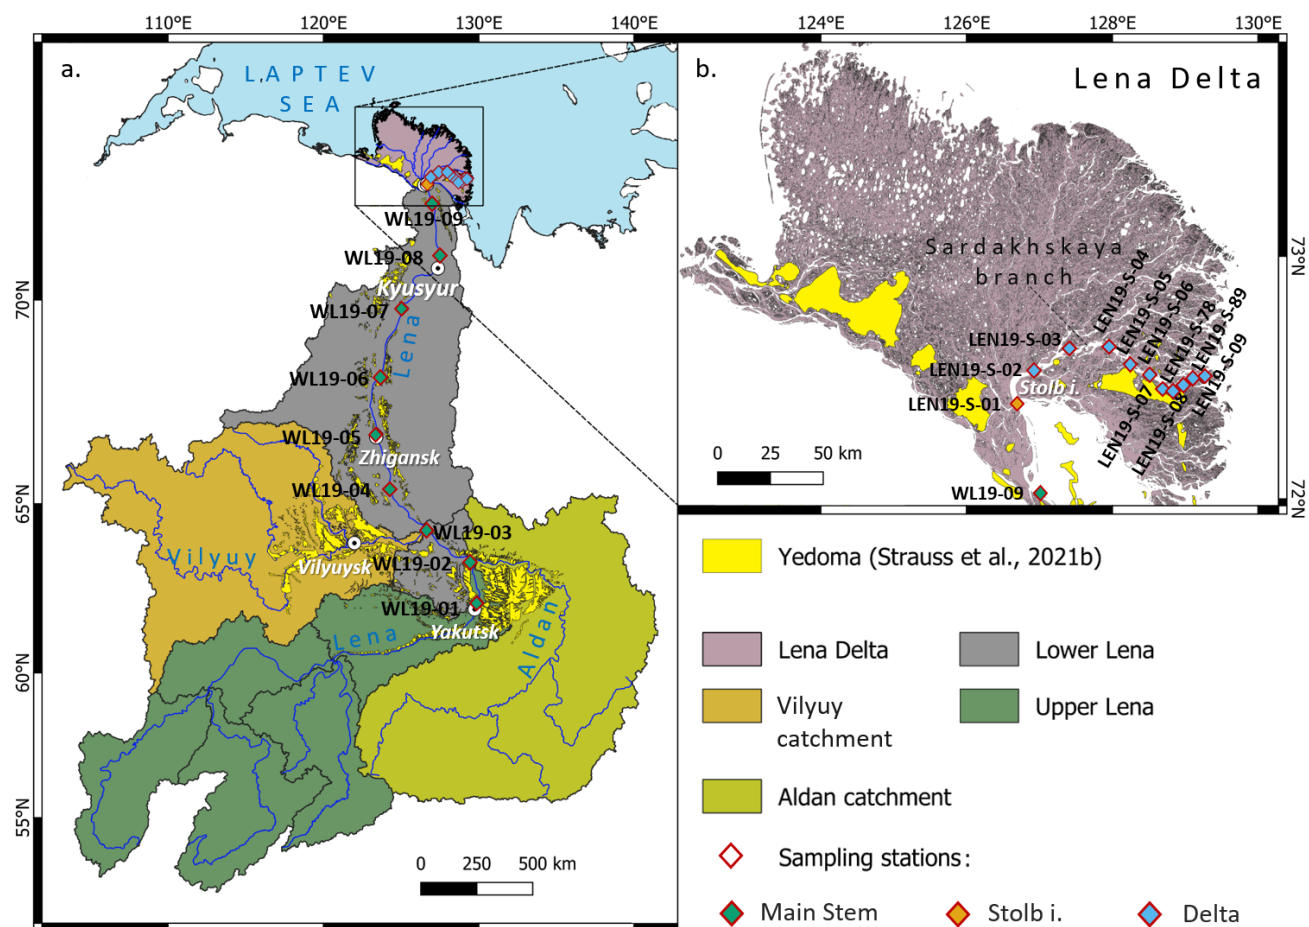 110°E
120°E
130°E
140°E
124°E
126°E
128°E
130°E
a.
LAPTEV
SEA
WL19-09
WL19-08
Kyusyur
70°N
WL19-07
Lena
WL19-06
WL19-05
Zhigansk
WL19-04
65°N
WL19-03
Vilyuy
Vilyuysk
WL19-02
WL19-01
Yakutsk
Lena
Aldan
60°N
55°N
0 250 500 km
b.
Lena Delta
73°N
Sardakhskaya
branch
LEN19-S-04
LEN19-S-05
LEN19-S-06
LEN19-S-78
LEN19-S-89
LEN19-S-09
LEN19-S-03
LEN19-S-02
Stolb i.
LEN19-S-01
LEN19-S-07
LEN19-S-08
0 25 50 km
WL19-09
72°N
Yedoma (Strauss et al., 2021b)
Lena Delta
Lower Lena
Vilyuy
catchment
Upper Lena
Aldan catchment
Sampling stations:
Main Stem
Stolb i.
Delta